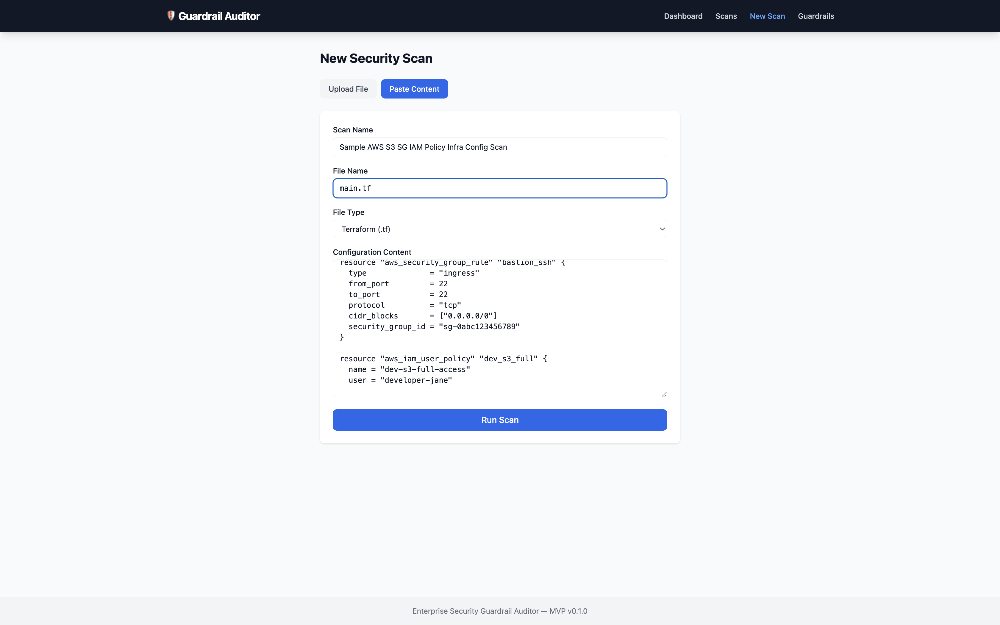 Guardrail Auditor
Dashboard Scans New Scan Guardrails
New Security Scan
Upload File Paste Content
Scan Name
Sample AWS S3 SG IAM Policy Infra Config Scan
File Name
main.tf
File Type
Terraform (.tf)
Configuration Content
resource "aws_security_group_rule" "bastion_ssh" {
  type              = "ingress"
  from_port         = 22
  to_port           = 22
  protocol          = "tcp"
  cidr_blocks       = ["0.0.0.0/0"]
  security_group_id = "sg-0abc123456789"
}

resource "aws_iam_user_policy" "dev_s3_full" {
  name = "dev-s3-full-access"
  user = "developer-jane"
Run Scan
Enterprise Security Guardrail Auditor — MVP v0.1.0